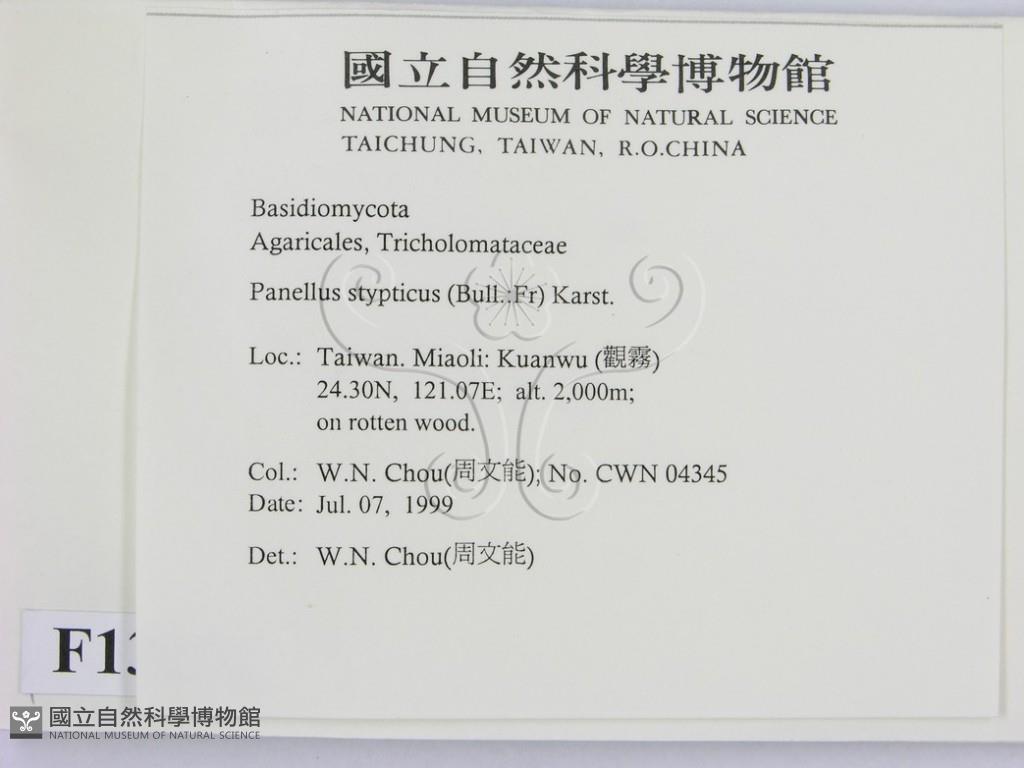 國立自然科學博物館
NATIONAL MUSEUM OF NATURAL SCIENCE
TAICHUNG, TAIWAN, R.O.CHINA
Basidiomycota
Agaricales, Tricholomataceae
Panellus stypticus (Bull.:Fr) Karst.
Loc.: Taiwan. Miaoli: Kuanwu (觀霧)
24.30N, 121.07E; alt. 2,000m;
on rotten wood.
Col.: W.N. Chou(周文能); No. CWN 04345
Date: Jul. 07, 1999
Det.: W.N. Chou(周文能)
國立自然科學博物館
NATIONAL MUSEUM OF NATURAL SCIENCE